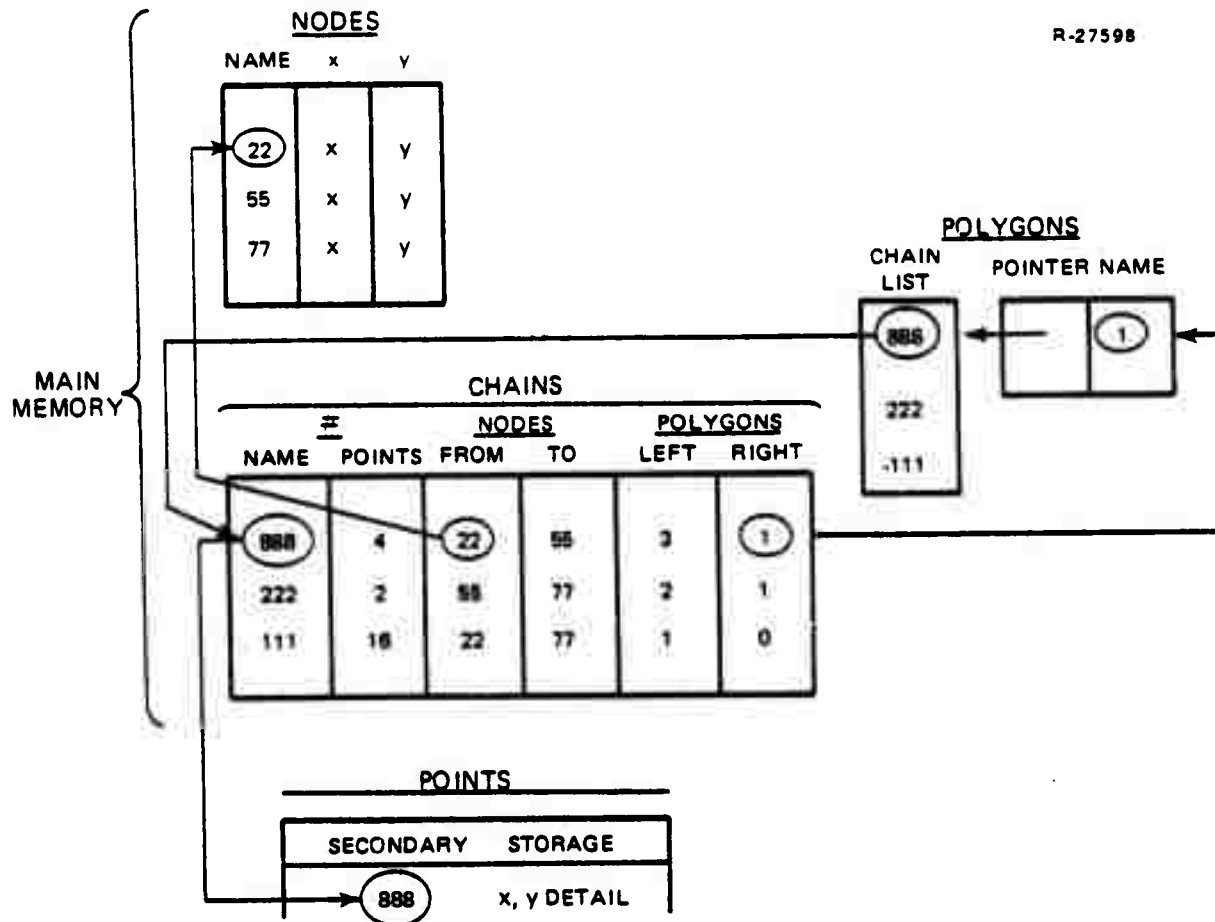 NODES
R-27598
NAME x y
22 x y
55 x y
77 x y
POLYGONS
CHAIN LIST
POINTER NAME
888
1
222
-111
MAIN MEMORY
CHAINS
# NODES POLYGONS
NAME POINTS FROM TO LEFT RIGHT
888 4 22 55 3 1
222 2 55 77 2 1
111 16 22 77 1 0
POINTS
SECONDARY STORAGE
888 x, y DETAIL